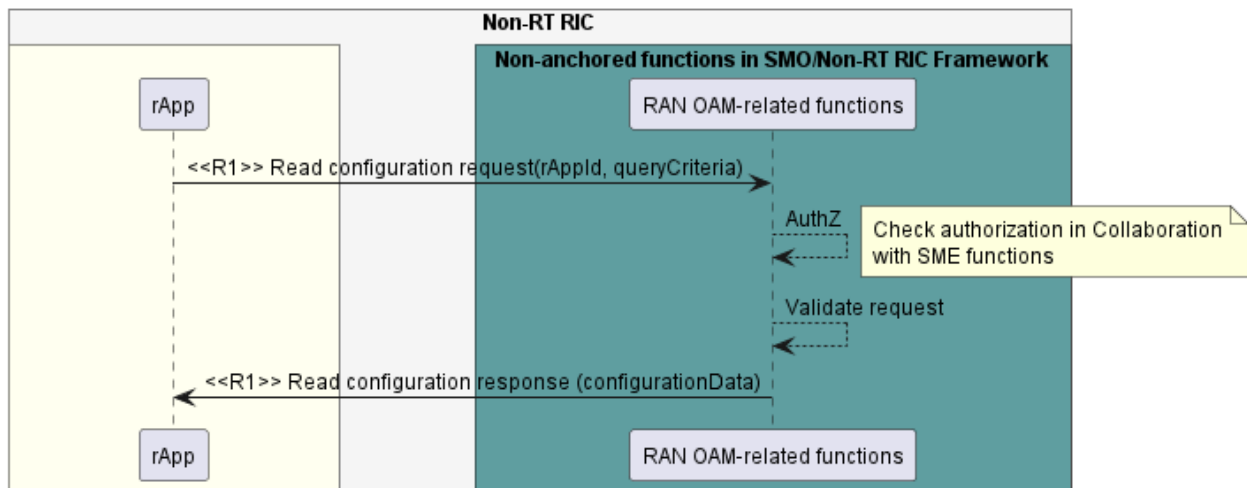 Non-RT RIC
Non-anchored functions in SMO/Non-RT RIC Framework
rApp
RAN OAM-related functions
<<R1>> Read configuration request(rAppId, queryCriteria)
AuthZ
Check authorization in Collaboration
with SME functions
Validate request
<<R1>> Read configuration response (configurationData)
rApp
RAN OAM-related functions